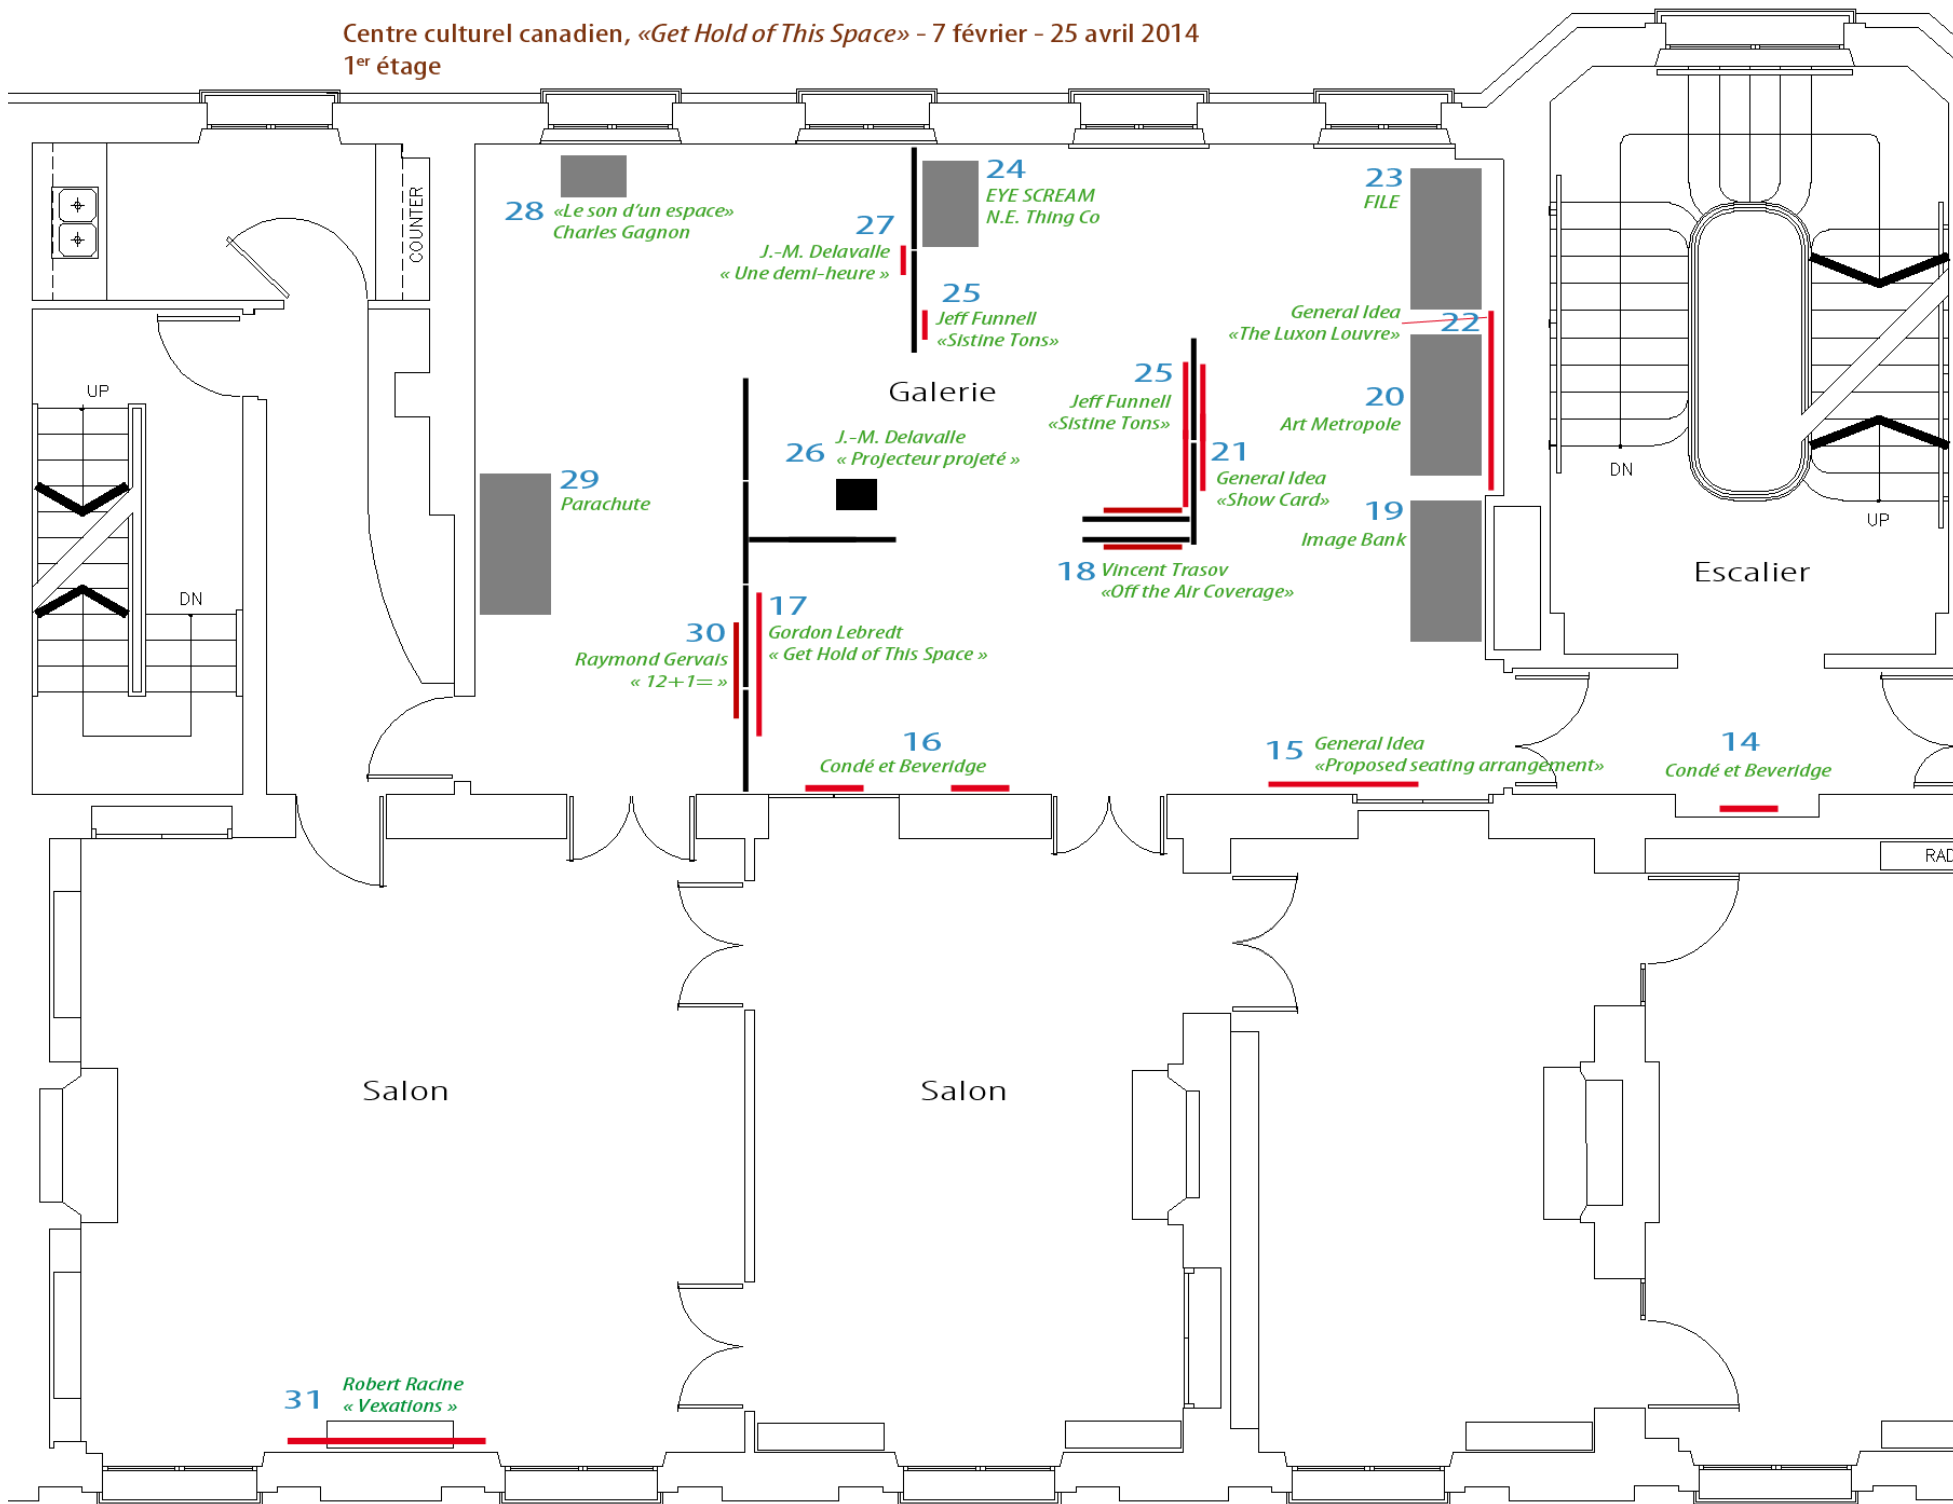 Centre culturel canadien, «Get Hold of This Space» - 7 février - 25 avril 2014
1er étage
COUNTER
24
EYE SCREAM
N.E. Thing Co
23
FILE
28
«Le son d'un espace»
Charles Gagnon
27
J.-M. Delavalle
« Une demi-heure »
25
Jeff Funnell
«Sistine Tons»
General Idea
«The Luxon Louvre»
22
UP
Galerie
25
Jeff Funnell
«Sistine Tons»
20
Art Metropole
26
J.-M. Delavalle
« Projecteur projeté »
21
General Idea
«Show Card»
DN
29
Parachute
19
Image Bank
UP
18
Vincent Trasov
«Off the Air Coverage»
Escalier
DN
17
Gordon Lebredt
« Get Hold of This Space »
30
Raymond Gervais
« 12+1= »
16
Condé et Beveridge
15
General Idea
«Proposed seating arrangement»
14
Condé et Beveridge
RAD
Salon
Salon
31
Robert Racine
« Vexations »